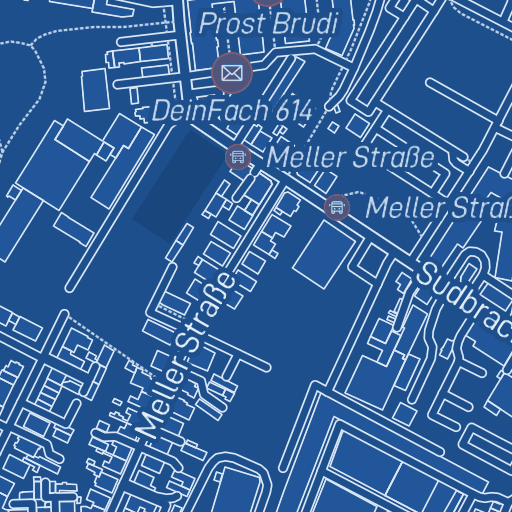 Prost Brudi
DeinFach 614
Meller Straße
Meller Straß
Sudbrac
Meller Straße